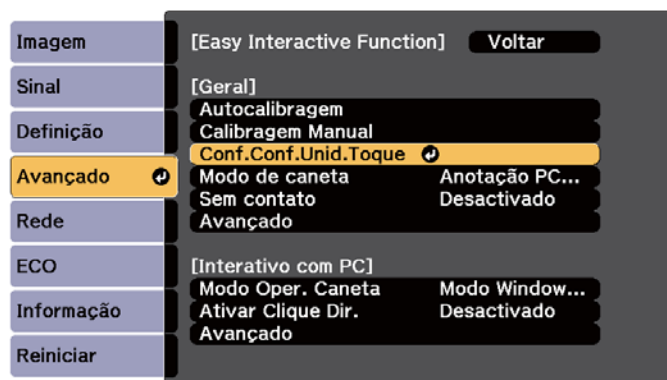 Imagem
Sinal
Definição
Avançado
Rede
ECO
Informação
Reiniciar
[Easy Interactive Function] Voltar
[Geral]
Autocalibragem
Calibragem Manual
Conf.Conf.Unid.Toque
Modo de caneta Anotação PC...
Sem contato Desactivado
Avançado
[Interativo com PC]
Modo Oper. Caneta Modo Window...
Ativar Clique Dir. Desactivado
Avançado